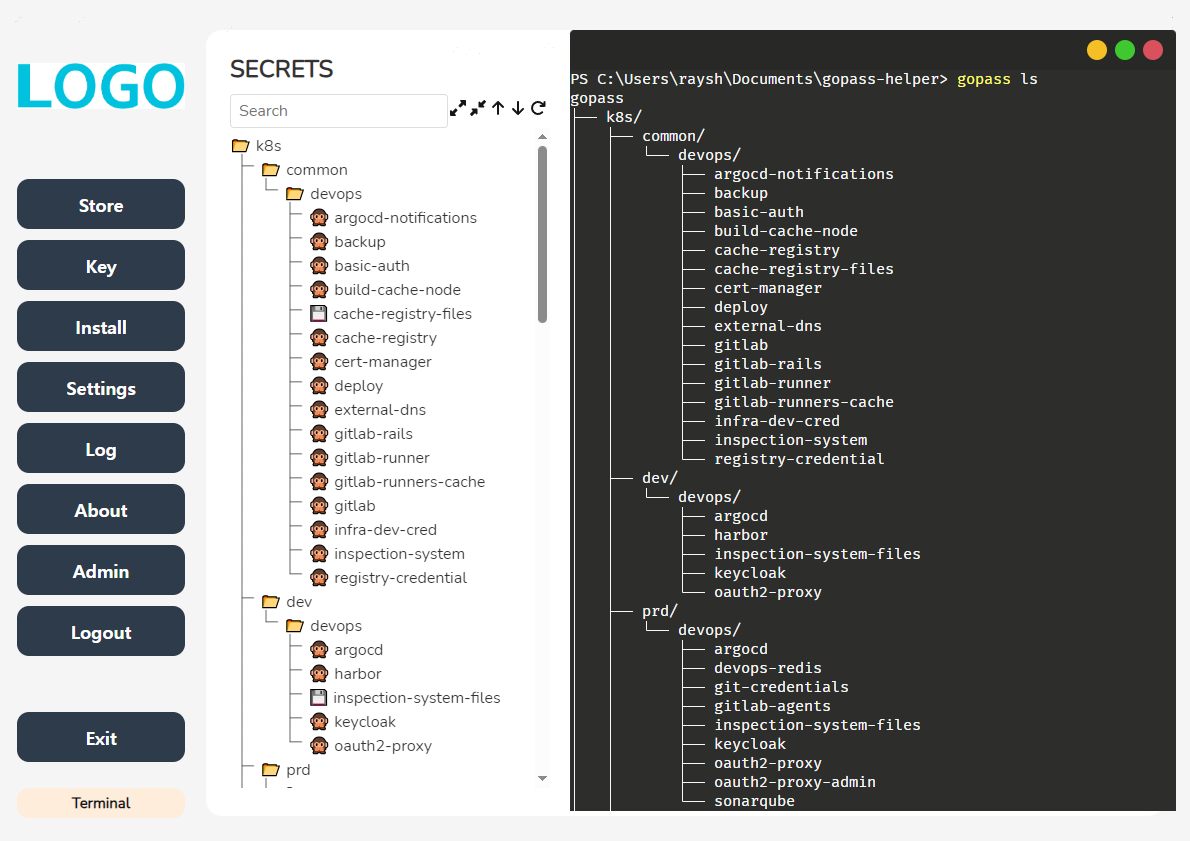 LOGO
Store
Key
Install
Settings
Log
About
Admin
Logout
Exit
Terminal
SECRETS
Search
k8s
common
devops
argocd-notifications
backup
basic-auth
build-cache-node
cache-registry-files
cache-registry
cert-manager
deploy
external-dns
gitlab-rails
gitlab-runner
gitlab-runners-cache
gitlab
infra-dev-cred
inspection-system
registry-credential
dev
devops
argocd
harbor
inspection-system-files
keycloak
oauth2-proxy
prd
PS C:\Users\raysh\Documents\gopass-helper> gopass ls
gopass
├── k8s/
│   ├── common/
│   │   └── devops/
│   │       ├── argocd-notifications
│   │       ├── backup
│   │       ├── basic-auth
│   │       ├── build-cache-node
│   │       ├── cache-registry
│   │       ├── cache-registry-files
│   │       ├── cert-manager
│   │       ├── deploy
│   │       ├── external-dns
│   │       ├── gitlab
│   │       ├── gitlab-rails
│   │       ├── gitlab-runner
│   │       ├── gitlab-runners-cache
│   │       ├── infra-dev-cred
│   │       ├── inspection-system
│   │       └── registry-credential
│   ├── dev/
│   │   └── devops/
│   │       ├── argocd
│   │       ├── harbor
│   │       ├── inspection-system-files
│   │       ├── keycloak
│   │       └── oauth2-proxy
│   ├── prd/
│   │   └── devops/
│   │       ├── argocd
│   │       ├── devops-redis
│   │       ├── git-credentials
│   │       ├── gitlab-agents
│   │       ├── inspection-system-files
│   │       ├── keycloak
│   │       ├── oauth2-proxy
│   │       ├── oauth2-proxy-admin
│   │       └── sonarqube